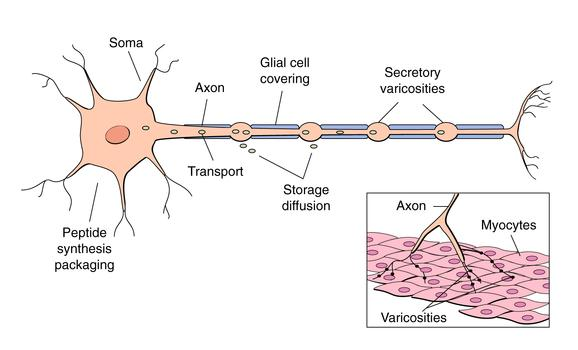 Soma
Glial cell
covering
Secretory
varicosities
Axon
Transport
Storage
diffusion
Peptide
synthesis
packaging
Axon
Myocytes
Varicosities